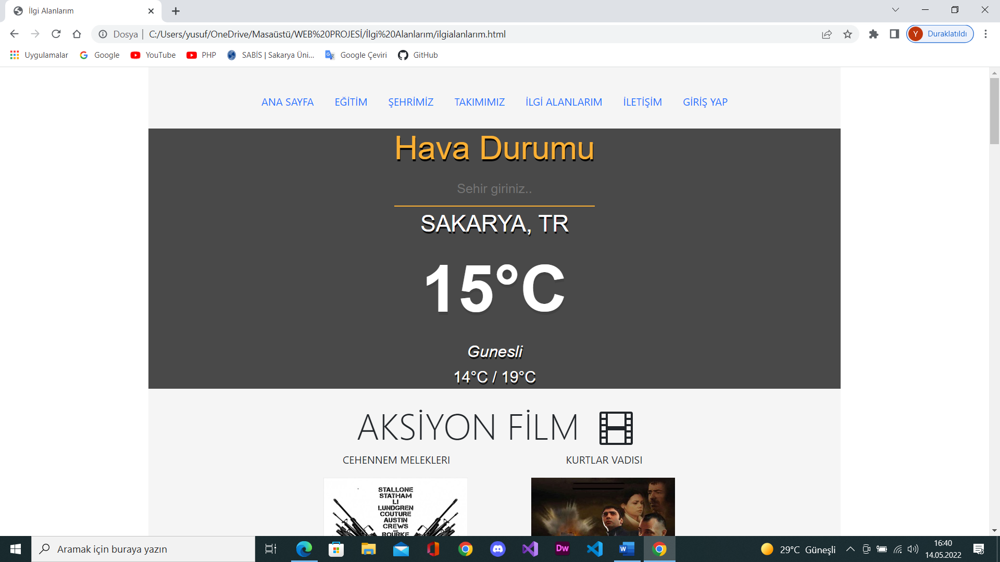 İlgi Alanlarım
Dosya | C:/Users/yusuf/OneDrive/Masaüstü/WEB%20PROJESİ/İlgi%20Alanlarım/ilgialanlarım.html
Y Duraklatıldı
Uygulamalar Google YouTube PHP SABİS | Sakarya Üni... Google Çeviri GitHub
ANA SAYFA EĞİTİM ŞEHRİMİZ TAKIMIMIZ İLGİ ALANLARIM İLETİŞİM GİRİŞ YAP
Hava Durumu
Sehir giriniz..
SAKARYA, TR
15°C
Gunesli
14°C / 19°C
AKSİYON FİLM
CEHENNEM MELEKLERI KURTLAR VADISI
STALLONE
STATHAM
LI
LUNDGREN
COUTURE
AUSTIN
CREWS
AND
ROURKE
Aramak için buraya yazın
Dw
W
29°C Güneşli
16:40
14.05.2022